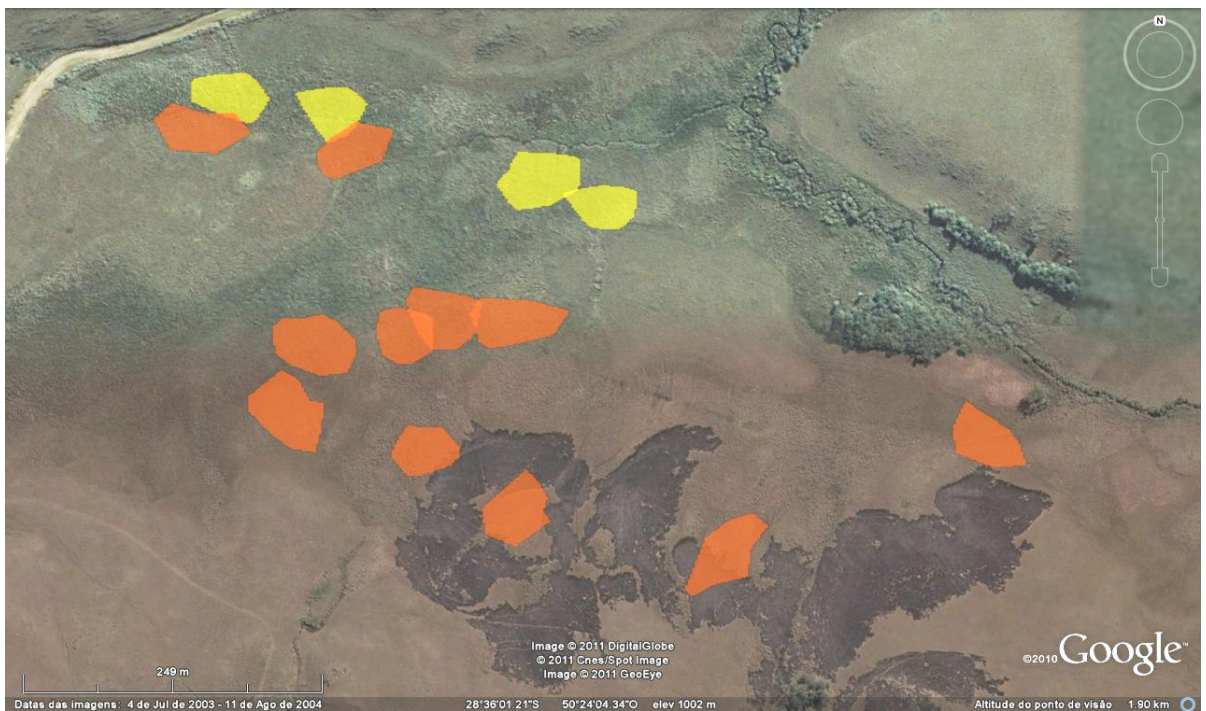 N
249 m
Image © 2011 DigitalGlobe
© 2011 Cnes/Spot Image
Image © 2011 GeoEye
©2010 Google™
Datas das imagens: 4 de Jul de 2003 - 11 de Ago de 2004 28°36'01.21"S 50°24'04.34"O elev 1002 m Altitude do ponto de visão 1.90 km